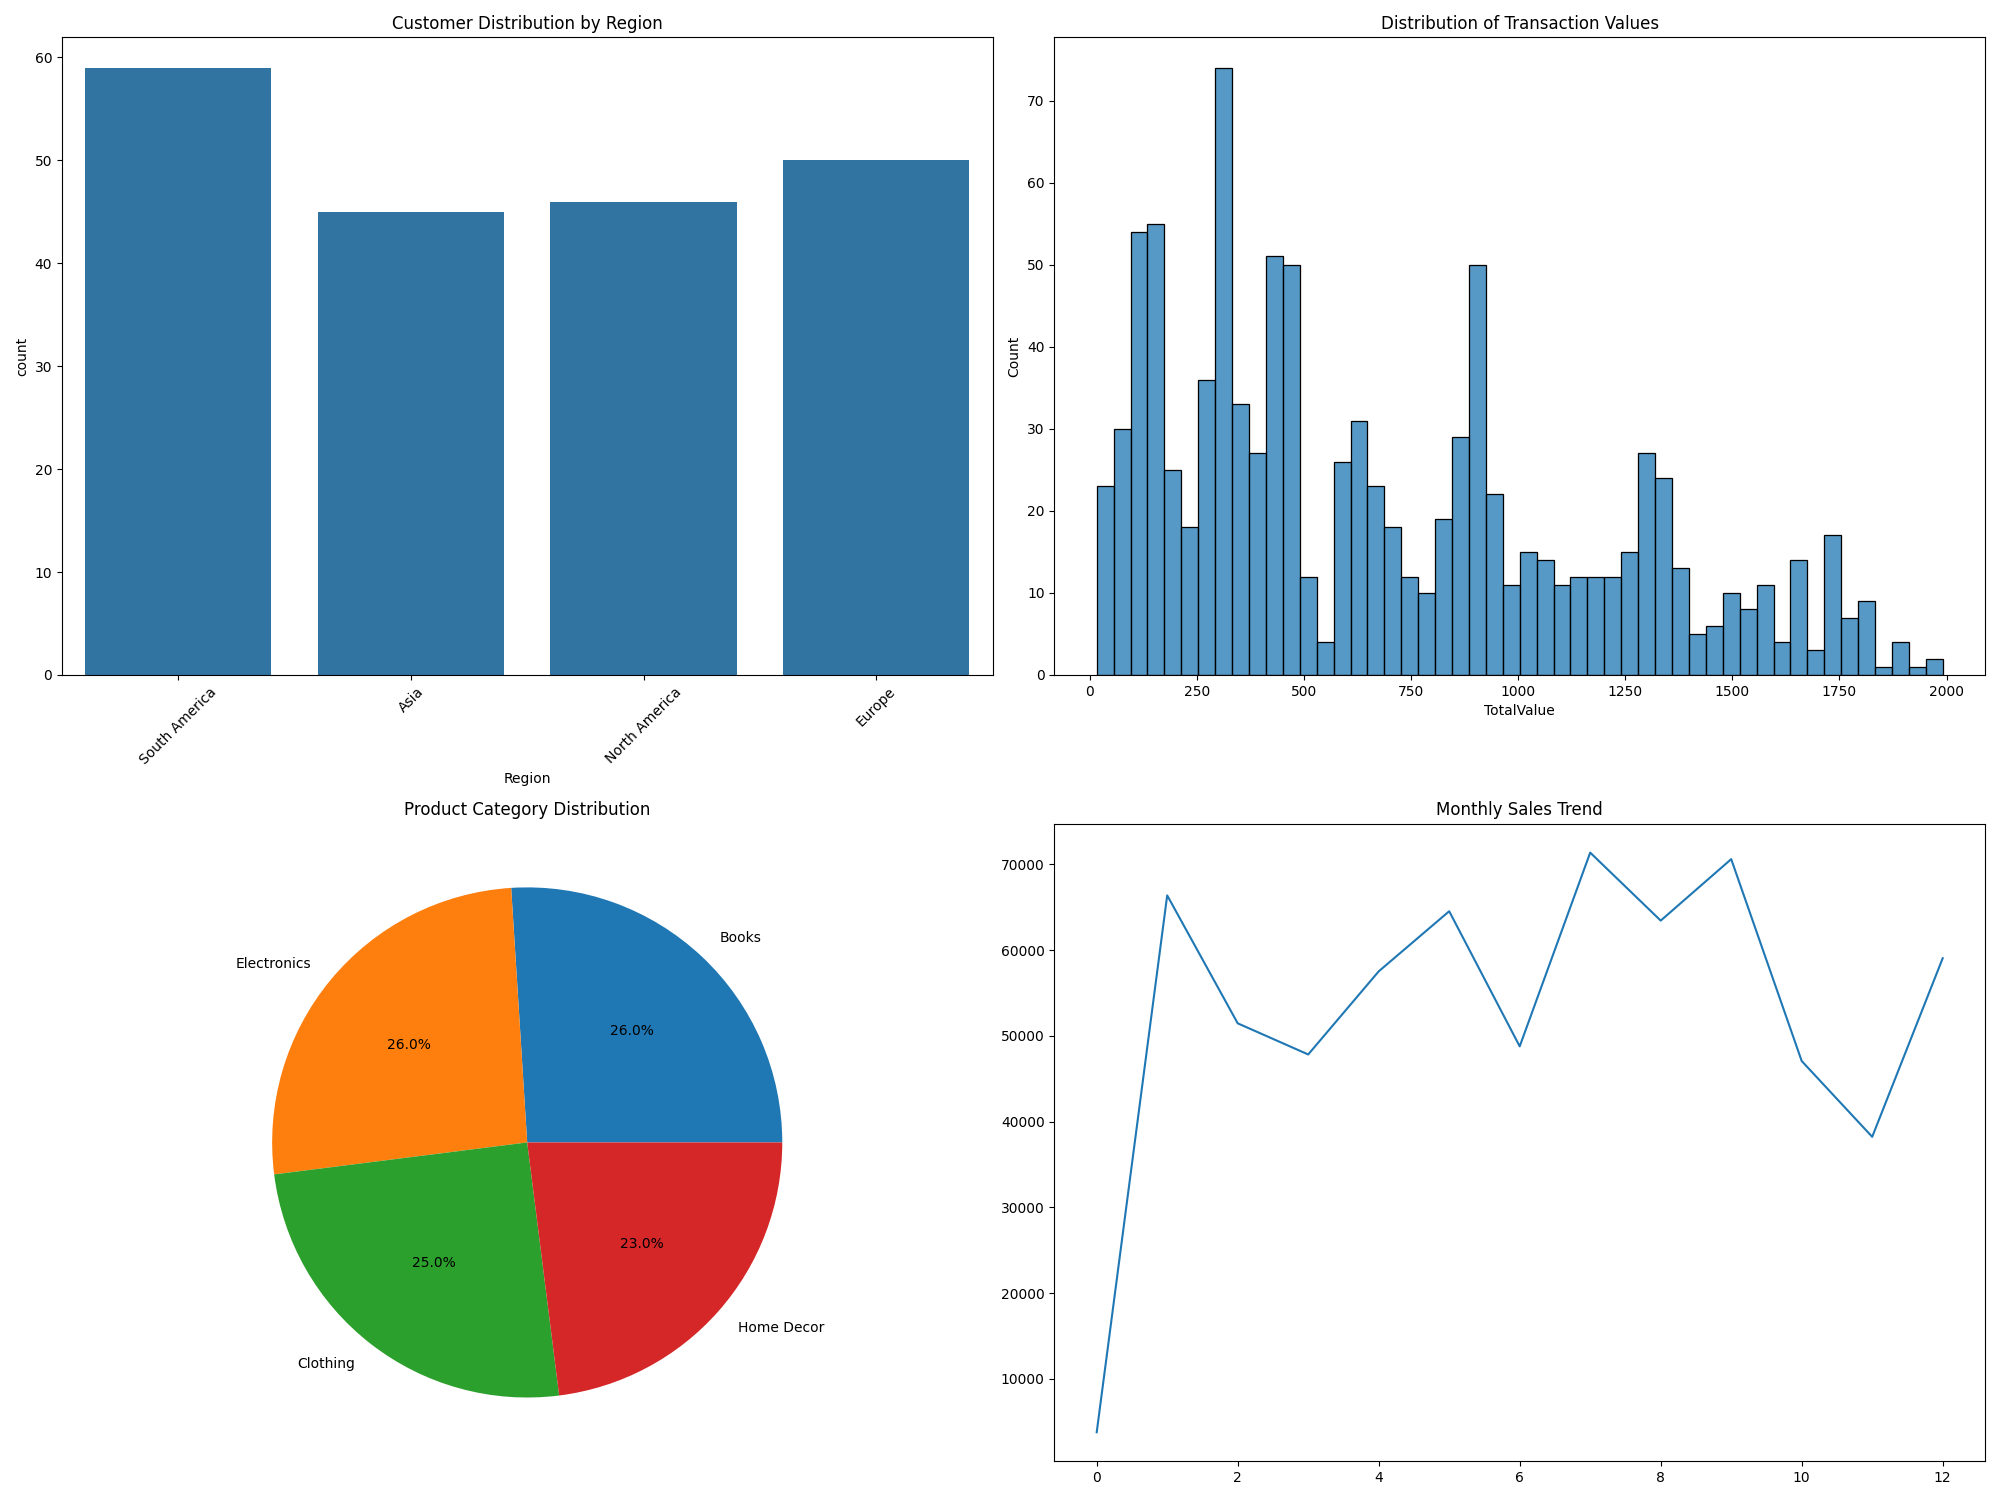 Customer Distribution by Region
60
50
40
30
20
10
0
count
South America
Asia
North America
Europe
Region
Distribution of Transaction Values
70
60
50
40
30
20
10
0
Count
0 250 500 750 1000 1250 1500 1750 2000
TotalValue
Product Category Distribution
Books
Electronics
26.0%
26.0%
25.0%
23.0%
Home Decor
Clothing
Monthly Sales Trend
70000
60000
50000
40000
30000
20000
10000
0 2 4 6 8 10 12